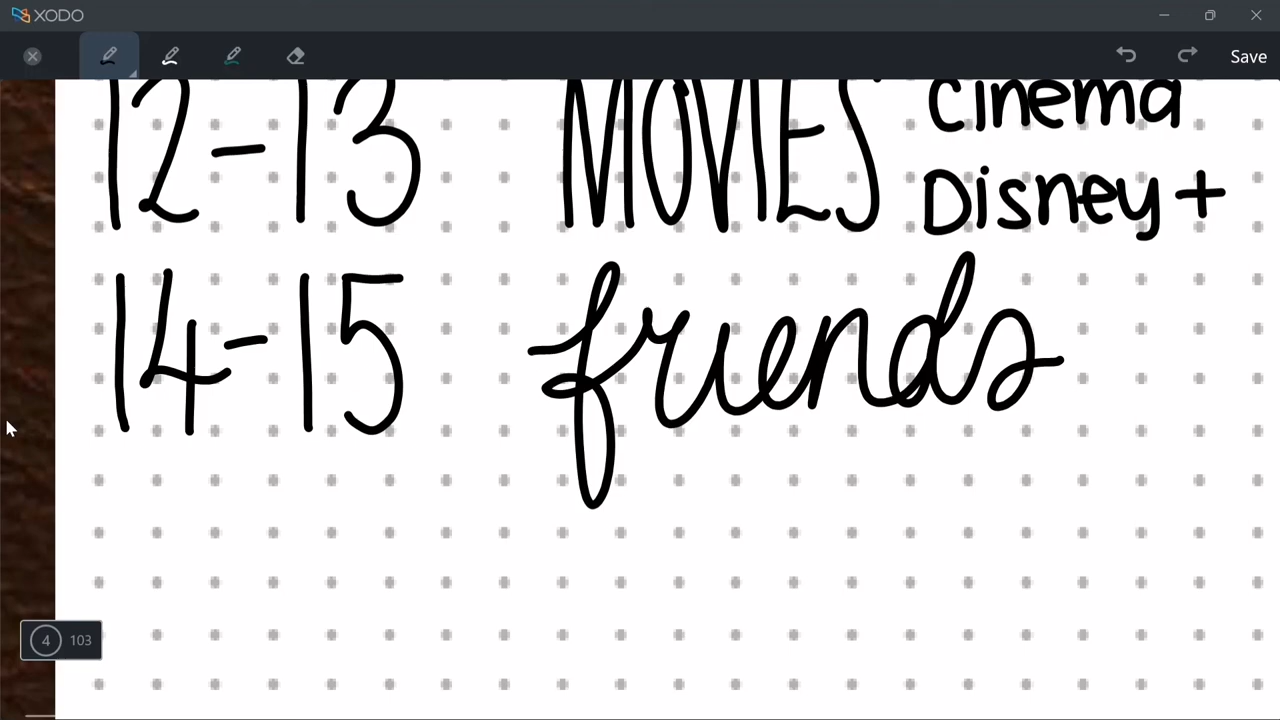 XODO
Save
12-13 MOVIES cinema
Disney+
14-15 friends
4 103